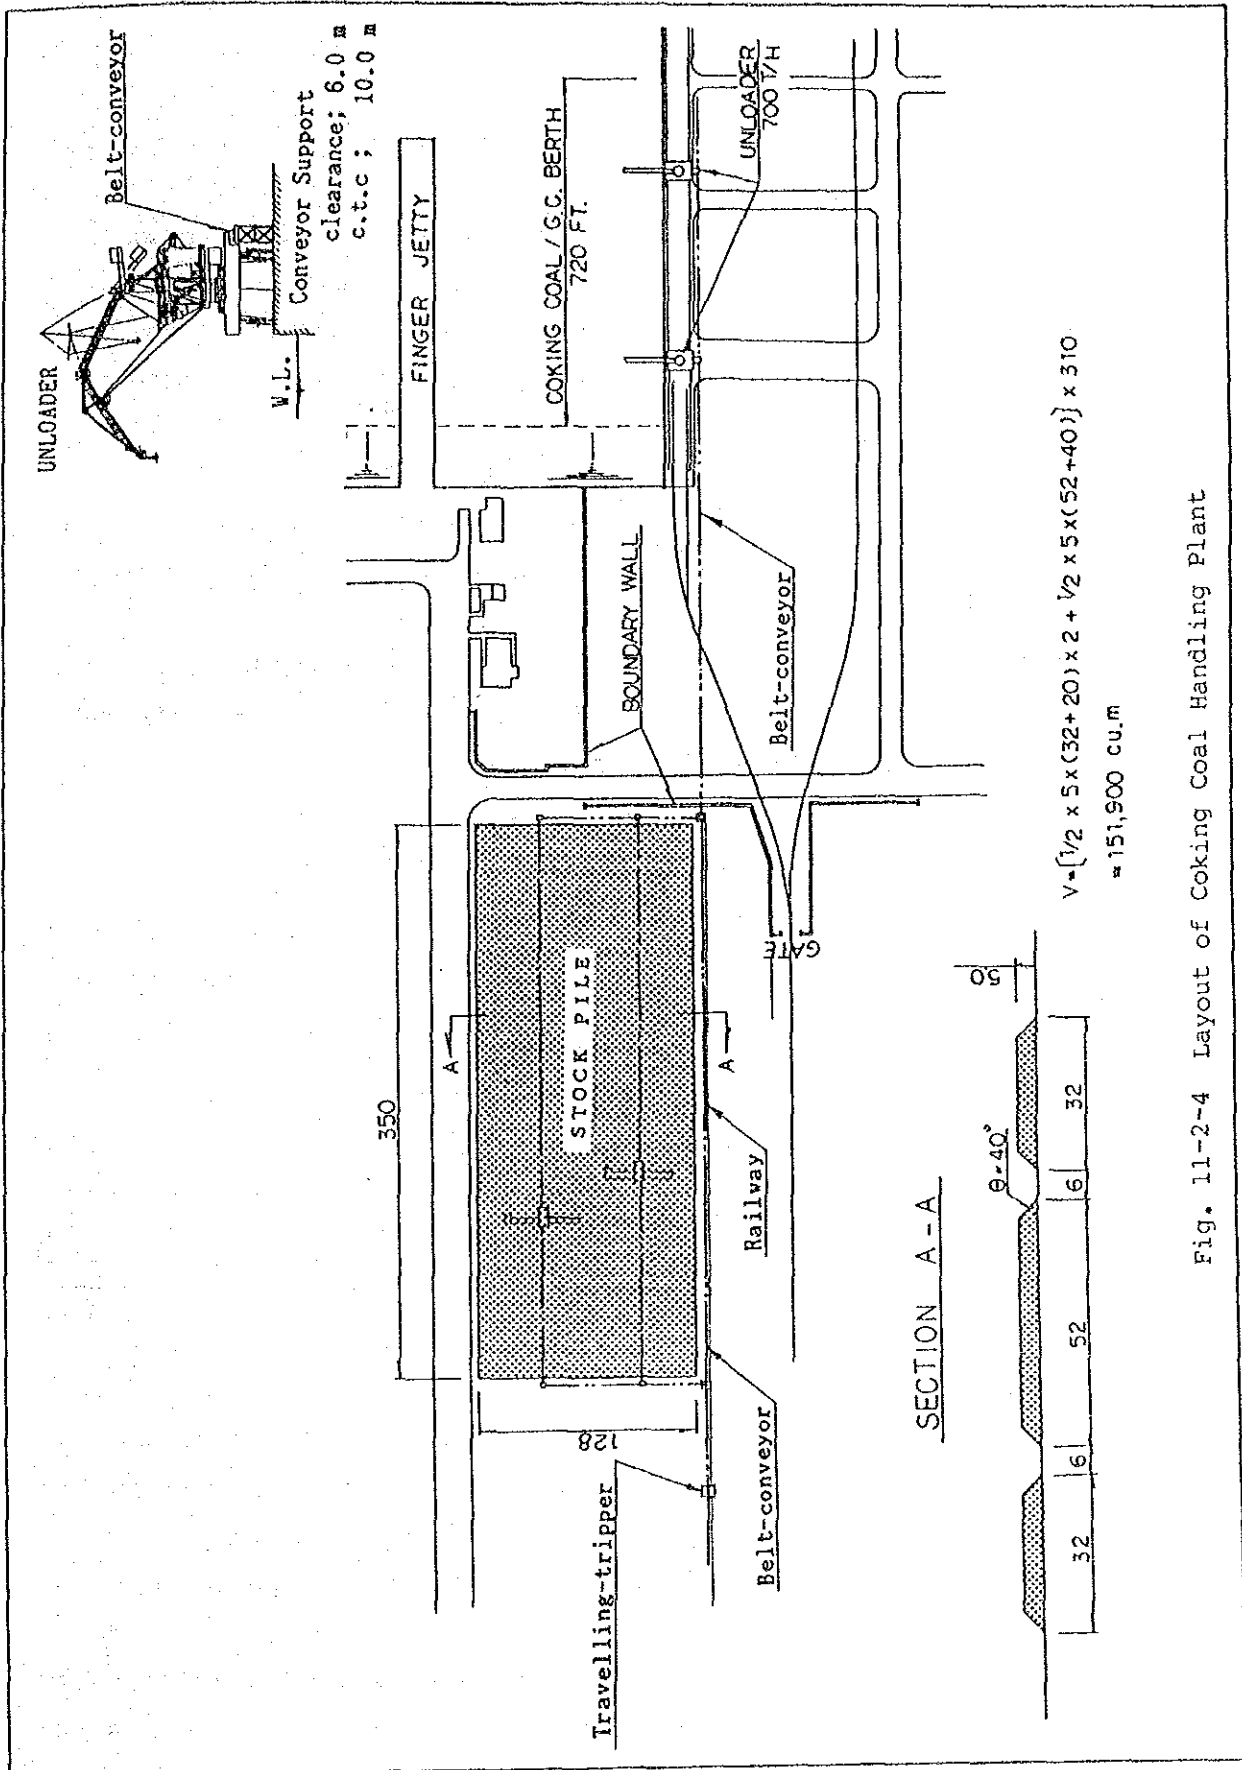 UNLOADER
Belt-conveyor
W.L.
Conveyor Support
clearance; 6.0 m
c.t.c ; 10.0 m
FINGER JETTY
COKING COAL / G.C. BERTH
720 FT.
UNLOADER
700 T/H
BOUNDARY WALL
Belt-conveyor
350
STOCK PILE
A
A
128
GATE
Travelling-tripper
Railway
Belt-conveyor
SECTION A-A
θ=40°
50
32
6
52
6
32
V=[1/2 x 5x(32+20) x 2 + 1/2 x 5x(52+40)] x 310
= 151,900 cu.m
Fig. 11-2-4 Layout of Coking Coal Handling Plant